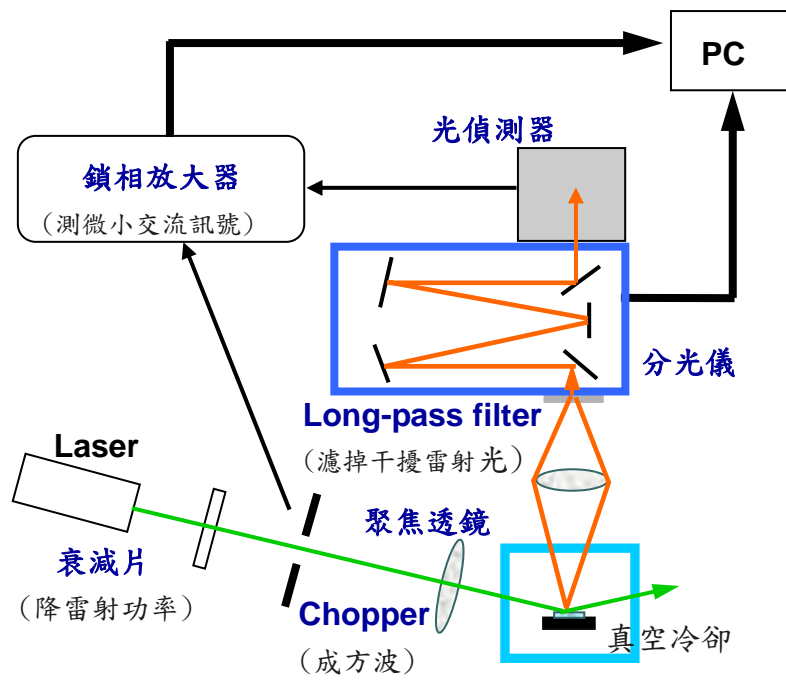 PC
光偵測器
鎖相放大器
（測微小交流訊號）
分光儀
Long-pass filter
（濾掉干擾雷射光）
Laser
聚焦透鏡
衰減片
（降雷射功率）
Chopper
（成方波）
真空冷卻